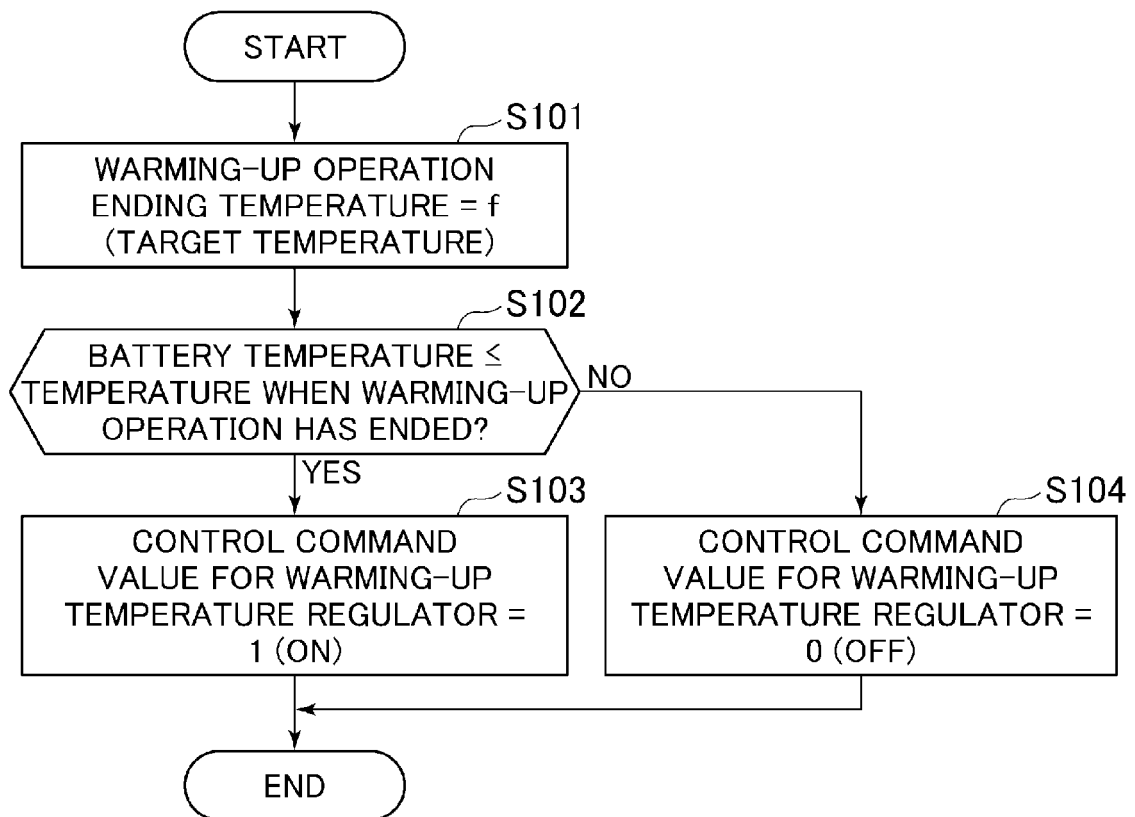 START
S101
WARMING-UP OPERATION
ENDING TEMPERATURE = f
(TARGET TEMPERATURE)
S102
BATTERY TEMPERATURE ≤
TEMPERATURE WHEN WARMING-UP
OPERATION HAS ENDED?
NO
YES
S103
CONTROL COMMAND
VALUE FOR WARMING-UP
TEMPERATURE REGULATOR =
1 (ON)
S104
CONTROL COMMAND
VALUE FOR WARMING-UP
TEMPERATURE REGULATOR =
0 (OFF)
END